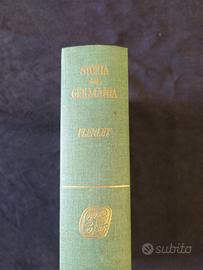 STORIA
della
GERMANIA
FLENLEY
subito